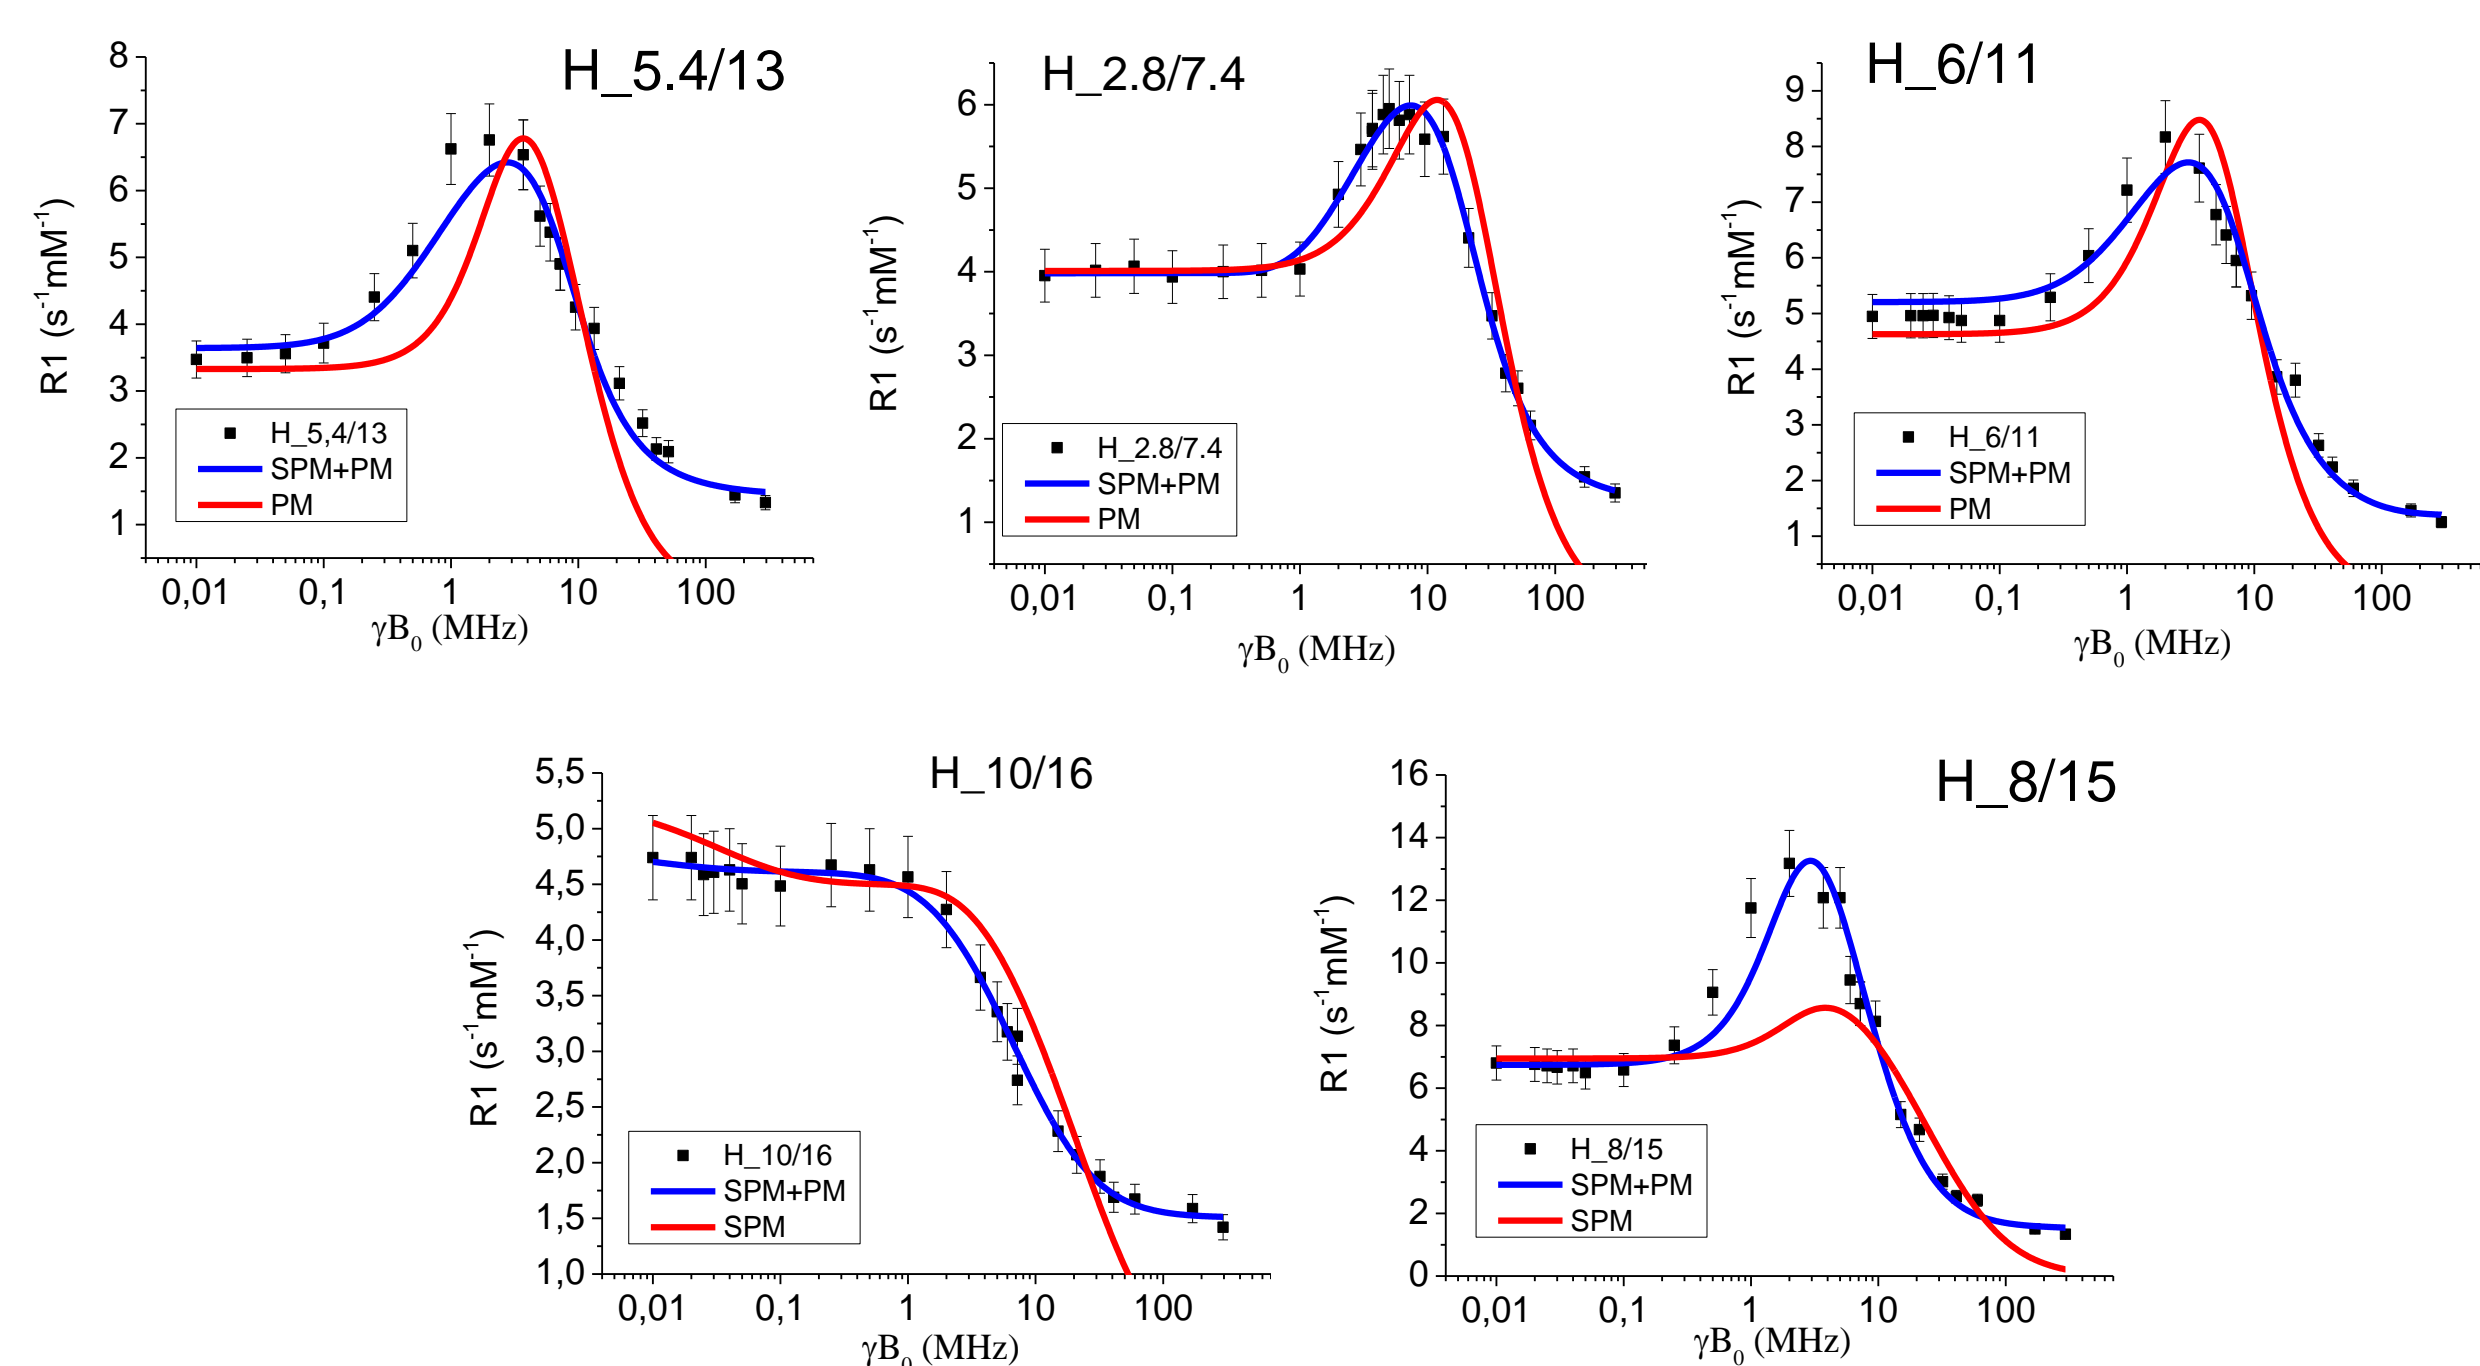 H_5.4/13
8
7
6
5
4
3
2
1
R1 (s⁻¹mM⁻¹)
H_5,4/13
SPM+PM
PM
0,01 0,1 1 10 100
γB₀ (MHz)
H_2.8/7.4
6
5
4
3
2
1
R1 (s⁻¹mM⁻¹)
H_2.8/7.4
SPM+PM
PM
0,01 0,1 1 10 100
γB₀ (MHz)
H_6/11
9
8
7
6
5
4
3
2
1
R1 (s⁻¹mM⁻¹)
H_6/11
SPM+PM
PM
0,01 0,1 1 10 100
γB₀ (MHz)
H_10/16
5,5
5,0
4,5
4,0
3,5
3,0
2,5
2,0
1,5
1,0
R1 (s⁻¹mM⁻¹)
H_10/16
SPM+PM
SPM
0,01 0,1 1 10 100
γB₀ (MHz)
H_8/15
16
14
12
10
8
6
4
2
0
R1 (s⁻¹mM⁻¹)
H_8/15
SPM+PM
SPM
0,01 0,1 1 10 100
γB₀ (MHz)